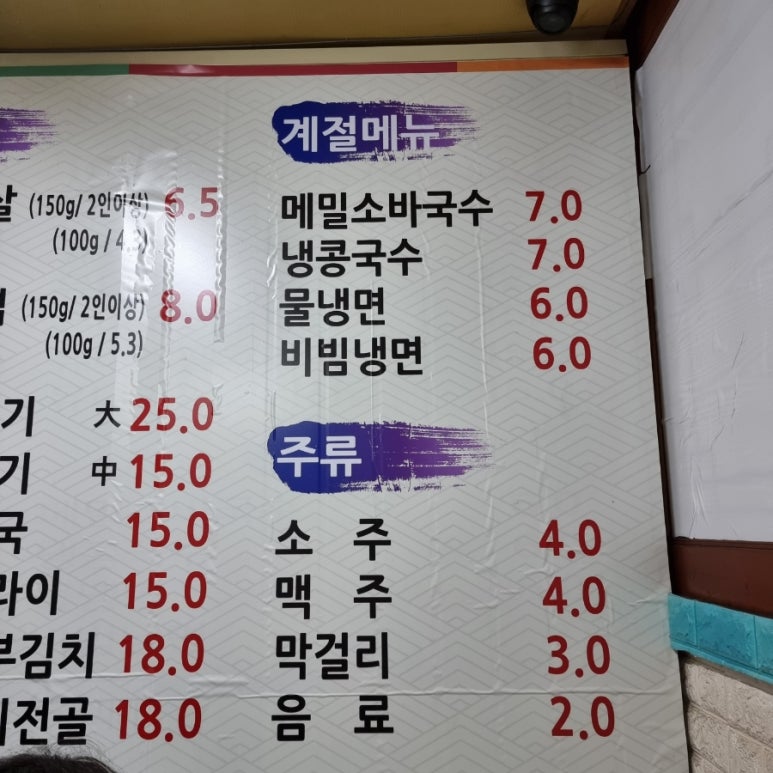 살 (150g/ 2인이상) 6.5
(100g / 4.3)
(150g/ 2인이상) 8.0
(100g / 5.3)
기 大 25.0
기 中 15.0
국 15.0
라이 15.0
부김치 18.0
전골 18.0
계절메뉴
메밀소바국수 7.0
냉콩국수 7.0
물냉면 6.0
비빔냉면 6.0
주류
소 주 4.0
맥 주 4.0
막걸리 3.0
음 료 2.0